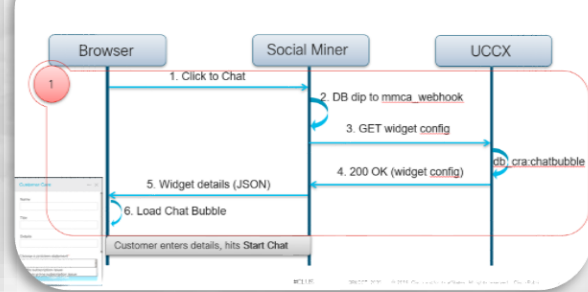 Browser
Social Miner
UCCX
1
1. Click to Chat
2. DB dip to mmca_webhook
3. GET widget config
db_cra:chatbubble
4. 200 OK (widget config)
5. Widget details (JSON)
6. Load Chat Bubble
Customer Care
Name
Customer enters details, hits Start Chat
#CLUS